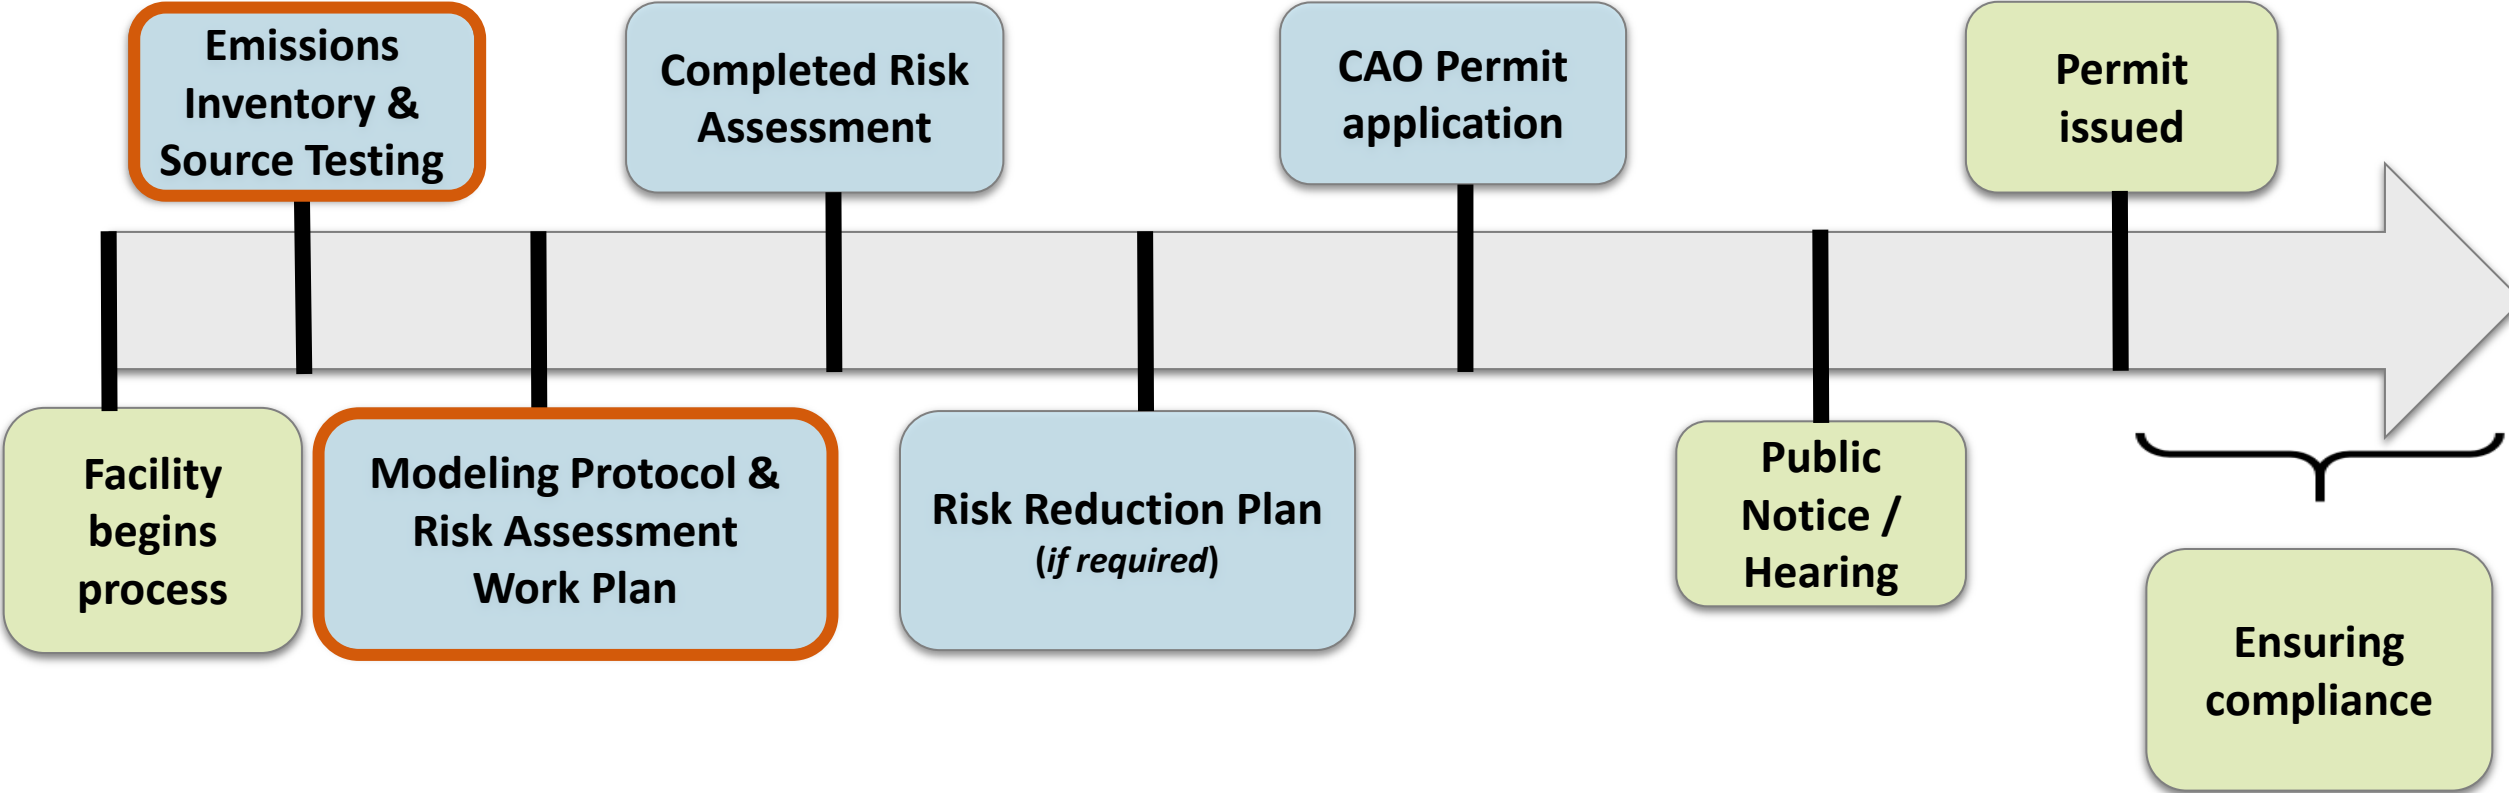 Emissions
Inventory &
Source Testing
Completed Risk
Assessment
CAO Permit
application
Permit
issued
Facility
begins
process
Modeling Protocol &
Risk Assessment
Work Plan
Risk Reduction Plan
(if required)
Public
Notice /
Hearing
Ensuring
compliance